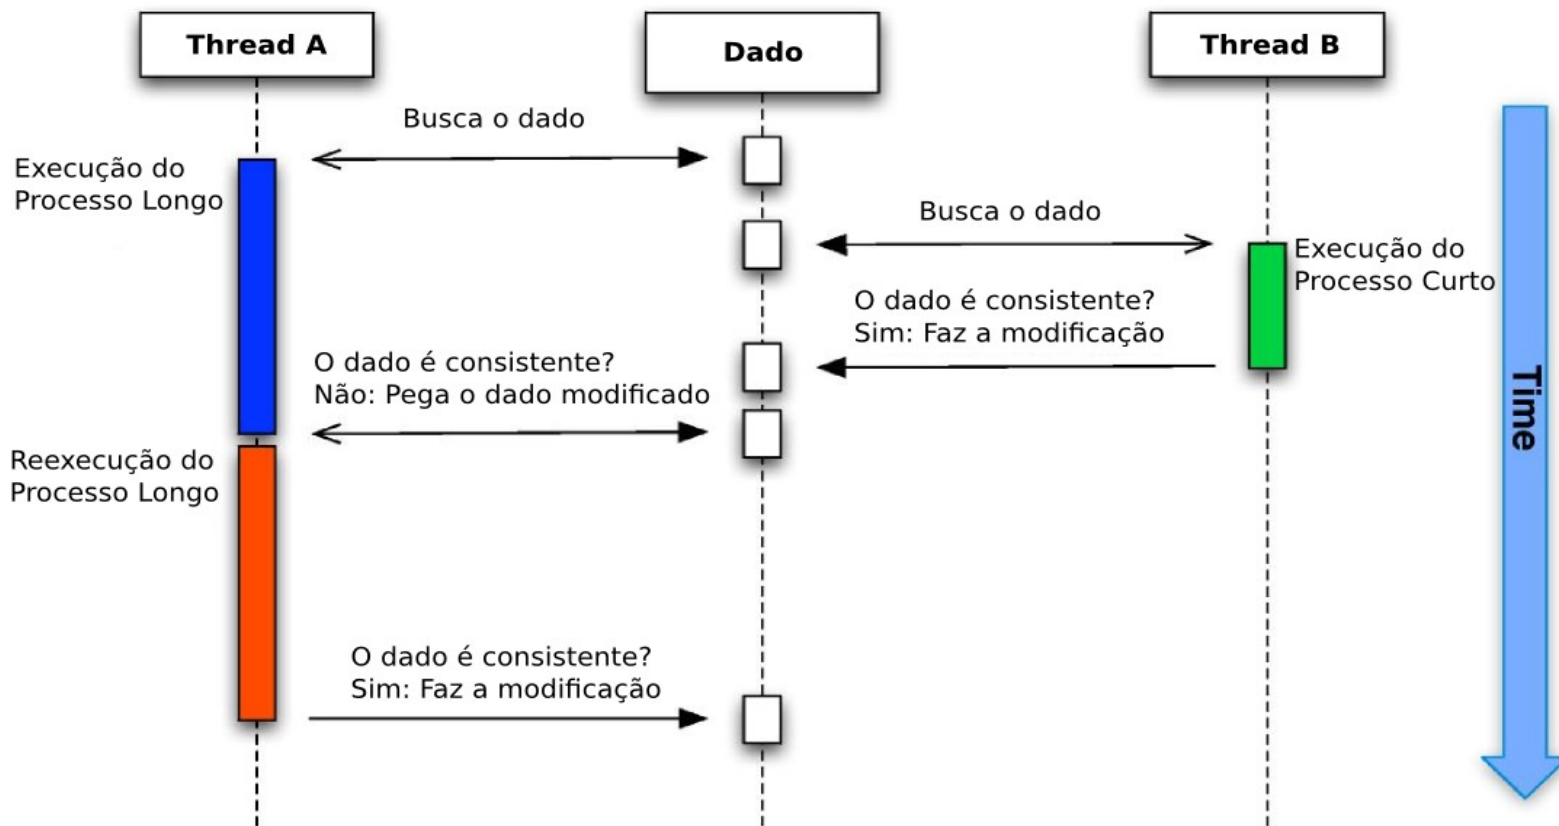 Thread A
Dado
Thread B
Busca o dado
Execução do
Processo Longo
Busca o dado
Execução do
Processo Curto
O dado é consistente?
Sim: Faz a modificação
O dado é consistente?
Não: Pega o dado modificado
Time
Reexecução do
Processo Longo
O dado é consistente?
Sim: Faz a modificação